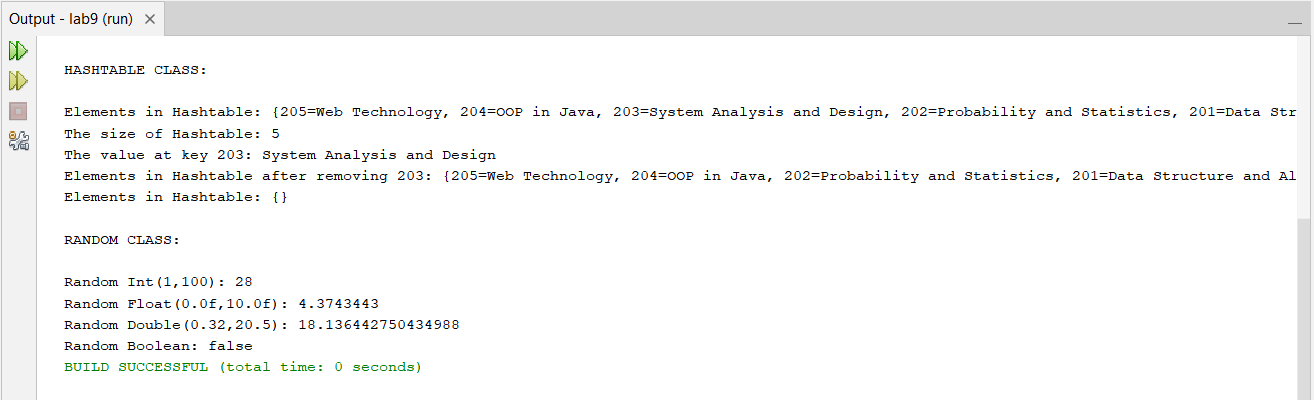 Output - lab9 (run)
HASHTABLE CLASS:
Elements in Hashtable: {205=Web Technology, 204=OOP in Java, 203=System Analysis and Design, 202=Probability and Statistics, 201=Data Str
The size of Hashtable: 5
The value at key 203: System Analysis and Design
Elements in Hashtable after removing 203: {205=Web Technology, 204=OOP in Java, 202=Probability and Statistics, 201=Data Structure and Al
Elements in Hashtable: {}
RANDOM CLASS:
Random Int(1,100): 28
Random Float(0.0f,10.0f): 4.3743443
Random Double(0.32,20.5): 18.136442750434988
Random Boolean: false
BUILD SUCCESSFUL (total time: 0 seconds)